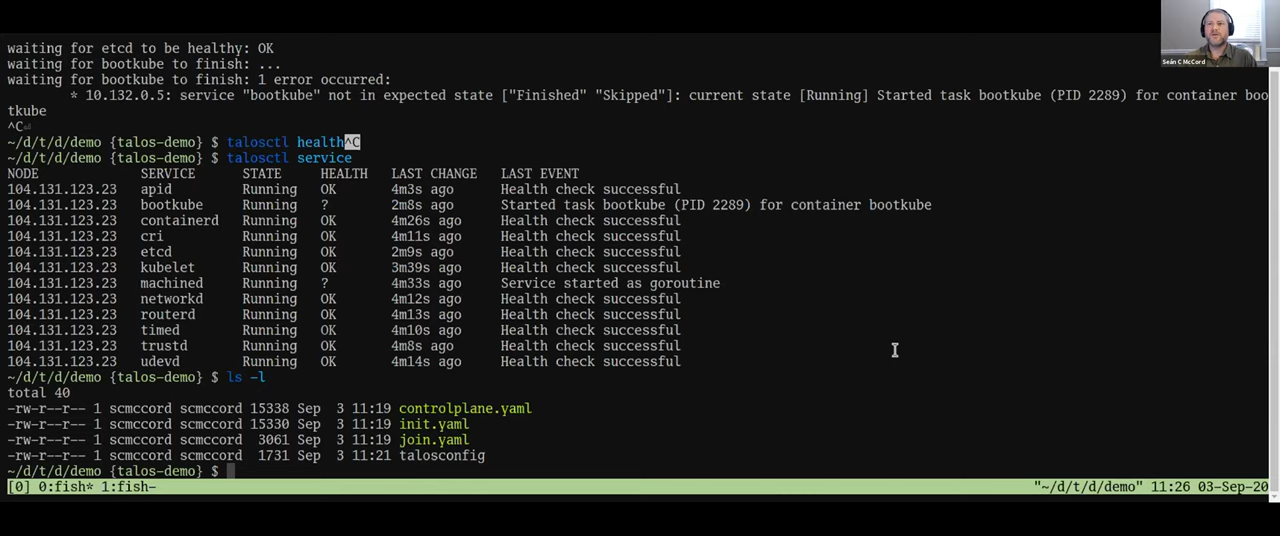 waiting for etcd to be healthy: OK
waiting for bootkube to finish: ...
waiting for bootkube to finish: 1 error occurred:
* 10.132.0.5: service "bootkube" not in expected state ["Finished" "Skipped"]: current state [Running] Started task bootkube (PID 2289) for container boo
tkube
^C⏎
~/d/t/d/demo {talos-demo} $ talosctl health^C
~/d/t/d/demo {talos-demo} $ talosctl service
NODE SERVICE STATE HEALTH LAST CHANGE LAST EVENT
104.131.123.23 apid Running OK 4m3s ago Health check successful
104.131.123.23 bootkube Running ? 2m8s ago Started task bootkube (PID 2289) for container bootkube
104.131.123.23 containerd Running OK 4m26s ago Health check successful
104.131.123.23 cri Running OK 4m11s ago Health check successful
104.131.123.23 etcd Running OK 2m9s ago Health check successful
104.131.123.23 kubelet Running OK 3m39s ago Health check successful
104.131.123.23 machined Running ? 4m33s ago Service started as goroutine
104.131.123.23 networkd Running OK 4m12s ago Health check successful
104.131.123.23 routerd Running OK 4m13s ago Health check successful
104.131.123.23 timed Running OK 4m10s ago Health check successful
104.131.123.23 trustd Running OK 4m8s ago Health check successful
104.131.123.23 udevd Running OK 4m14s ago Health check successful
~/d/t/d/demo {talos-demo} $ ls -l
total 40
-rw-r--r-- 1 scmccord scmccord 15338 Sep 3 11:19 controlplane.yaml
-rw-r--r-- 1 scmccord scmccord 15330 Sep 3 11:19 init.yaml
-rw-r--r-- 1 scmccord scmccord 3061 Sep 3 11:19 join.yaml
-rw-r--r-- 1 scmccord scmccord 1731 Sep 3 11:21 talosconfig
~/d/t/d/demo {talos-demo} $
[0] 0:fish* 1:fish- "~/d/t/d/demo" 11:26 03-Sep-20
Seán C McCord